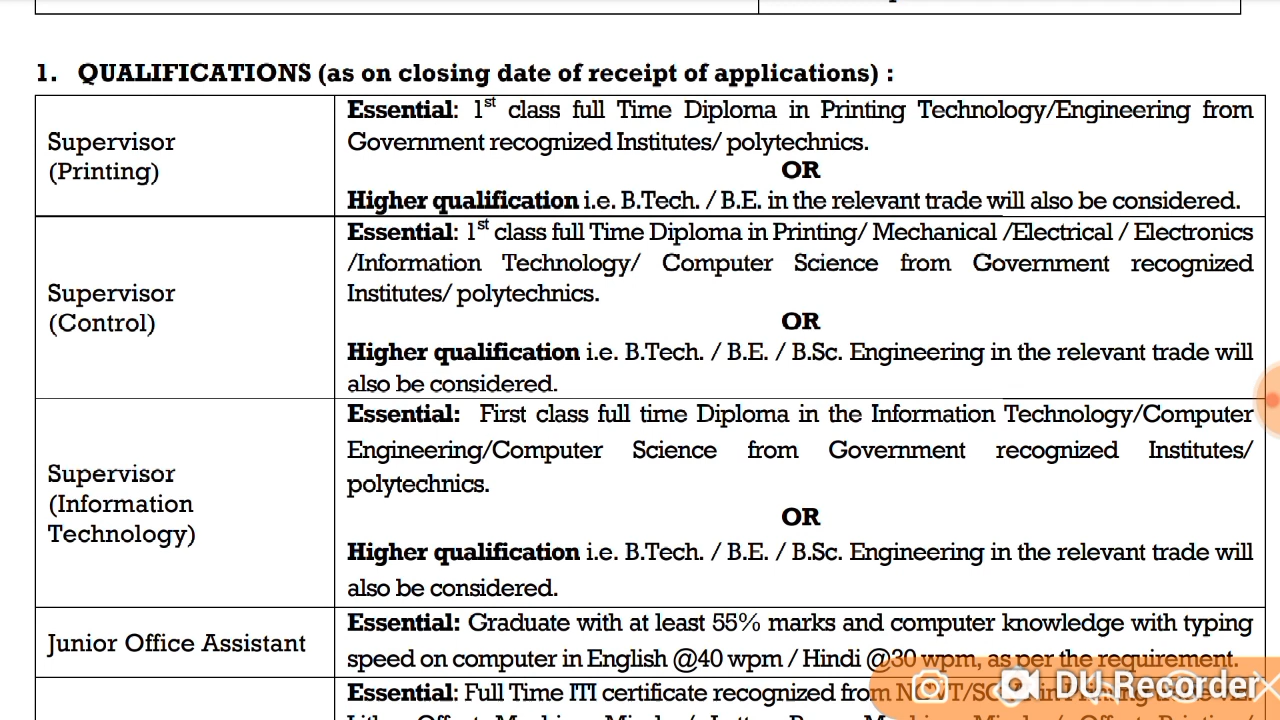 1. QUALIFICATIONS (as on closing date of receipt of applications) :
Supervisor
(Printing)
Essential: 1st class full Time Diploma in Printing Technology/Engineering from
Government recognized Institutes/ polytechnics.
OR
Higher qualification i.e. B.Tech. / B.E. in the relevant trade will also be considered.
Supervisor
(Control)
Essential: 1st class full Time Diploma in Printing/ Mechanical /Electrical / Electronics
/Information Technology/ Computer Science from Government recognized
Institutes/ polytechnics.
OR
Higher qualification i.e. B.Tech. / B.E. / B.Sc. Engineering in the relevant trade will
also be considered.
Supervisor
(Information
Technology)
Essential: First class full time Diploma in the Information Technology/Computer
Engineering/Computer Science from Government recognized Institutes/
polytechnics.
OR
Higher qualification i.e. B.Tech. / B.E. / B.Sc. Engineering in the relevant trade will
also be considered.
Junior Office Assistant
Essential: Graduate with at least 55% marks and computer knowledge with typing
speed on computer in English @40 wpm / Hindi @30 wpm, as per the requirement.
Essential: Full Time ITI certificate recognized from
DU-Recorder